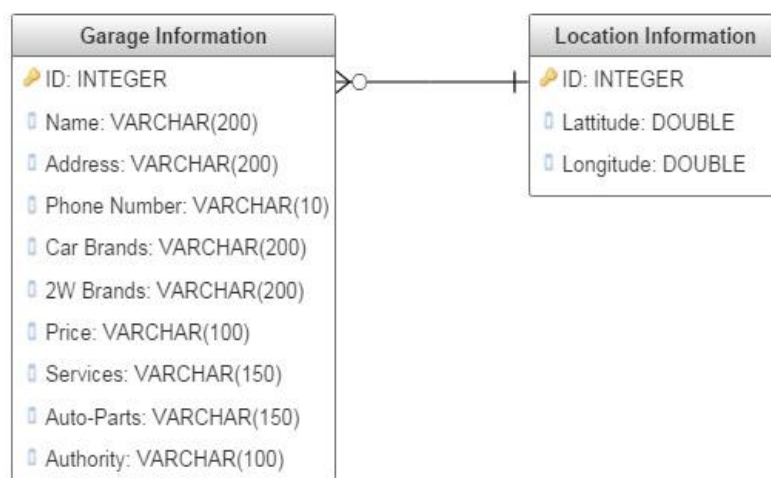 Garage Information
ID: INTEGER
Name: VARCHAR(200)
Address: VARCHAR(200)
Phone Number: VARCHAR(10)
Car Brands: VARCHAR(200)
2W Brands: VARCHAR(200)
Price: VARCHAR(100)
Services: VARCHAR(150)
Auto-Parts: VARCHAR(150)
Authority: VARCHAR(100)
Location Information
ID: INTEGER
Lattitude: DOUBLE
Longitude: DOUBLE